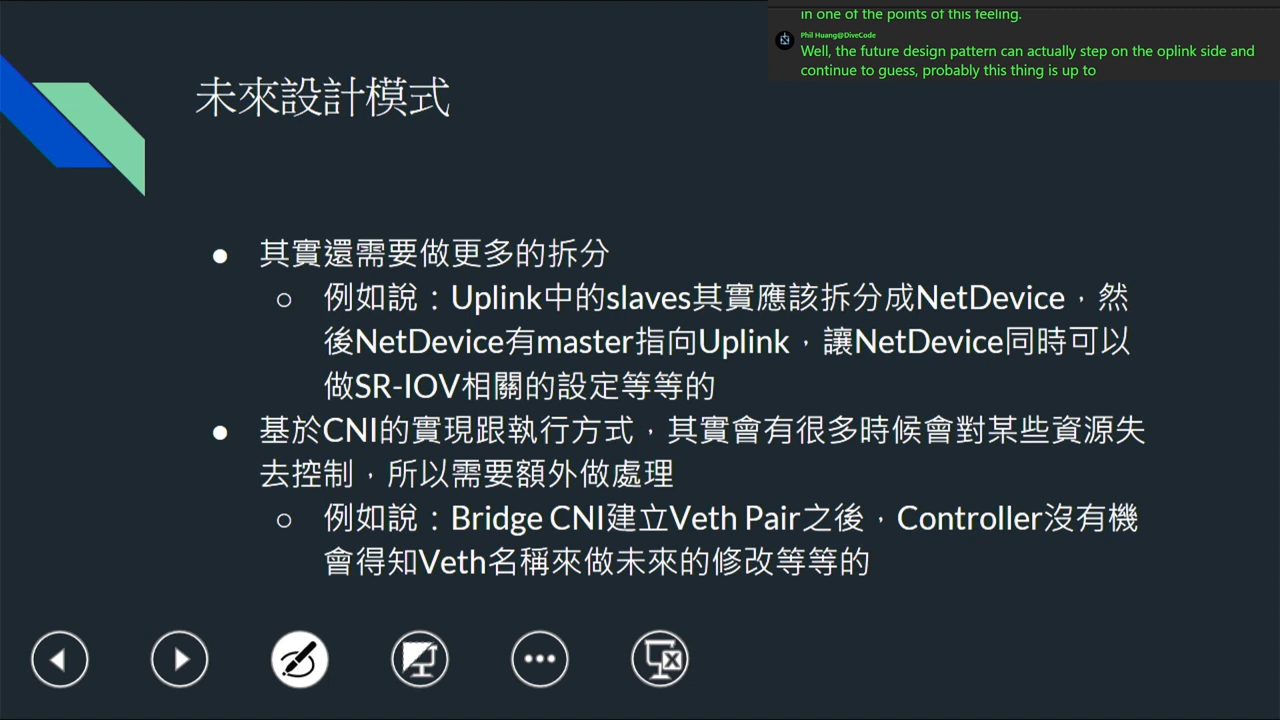 in one of the points of this feeling.
Phil Huang@DiveCode
Well, the future design pattern can actually step on the oplink side and
continue to guess, probably this thing is up to
未來設計模式
● 其實還需要做更多的拆分
○ 例如說：Uplink中的slaves其實應該拆分成NetDevice，然
後NetDevice有master指向Uplink，讓NetDevice同時可以
做SR-IOV相關的設定等等的
● 基於CNI的實現跟執行方式，其實會有很多時候會對某些資源失
去控制，所以需要額外做處理
○ 例如說：Bridge CNI建立Veth Pair之後，Controller沒有機
會得知Veth名稱來做未來的修改等等的